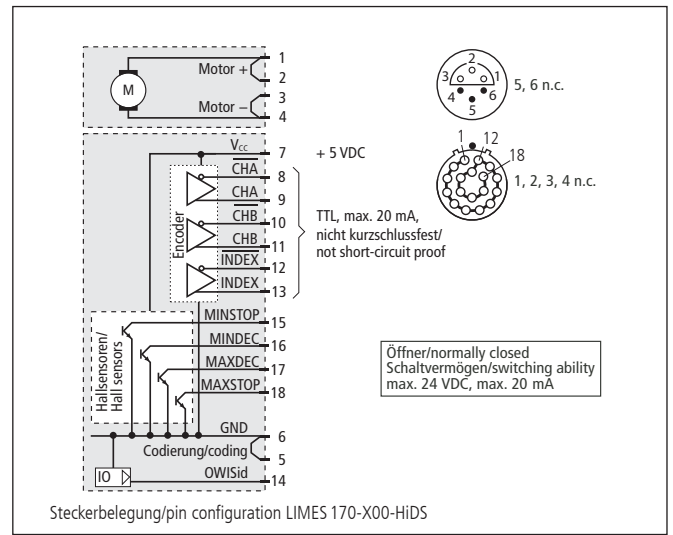 1
Motor +
2
M
3
Motor –
4
Vcc
7
+ 5 VDC
CHA
8
CHA
9
CHB
10
CHB
11
INDEX
12
INDEX
13
Encoder
TTL, max. 20 mA,
nicht kurzschlussfest/
not short-circuit proof
MINSTOP
15
MINDEC
16
MAXDEC
17
MAXSTOP
18
Hallsensoren/
Hall sensors
GND
6
Codierung/coding
5
IO
OWISid
14
2
3
1
4
6
5
5, 6 n.c.
1
12
18
1, 2, 3, 4 n.c.
Öffner/normally closed
Schaltvermögen/switching ability
max. 24 VDC, max. 20 mA
Steckerbelegung/pin configuration LIMES 170-X00-HiDS